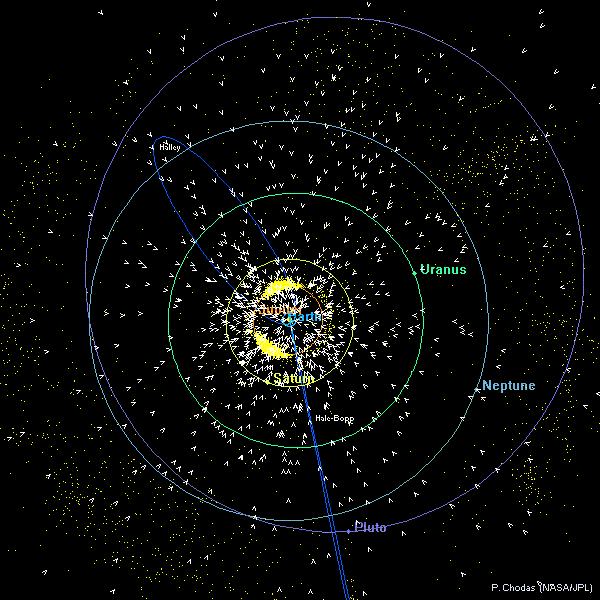 Halley
Uranus
Jupiter
Earth
Saturn
Neptune
Hale-Bopp
Pluto
P. Chodas (NASA/JPL)